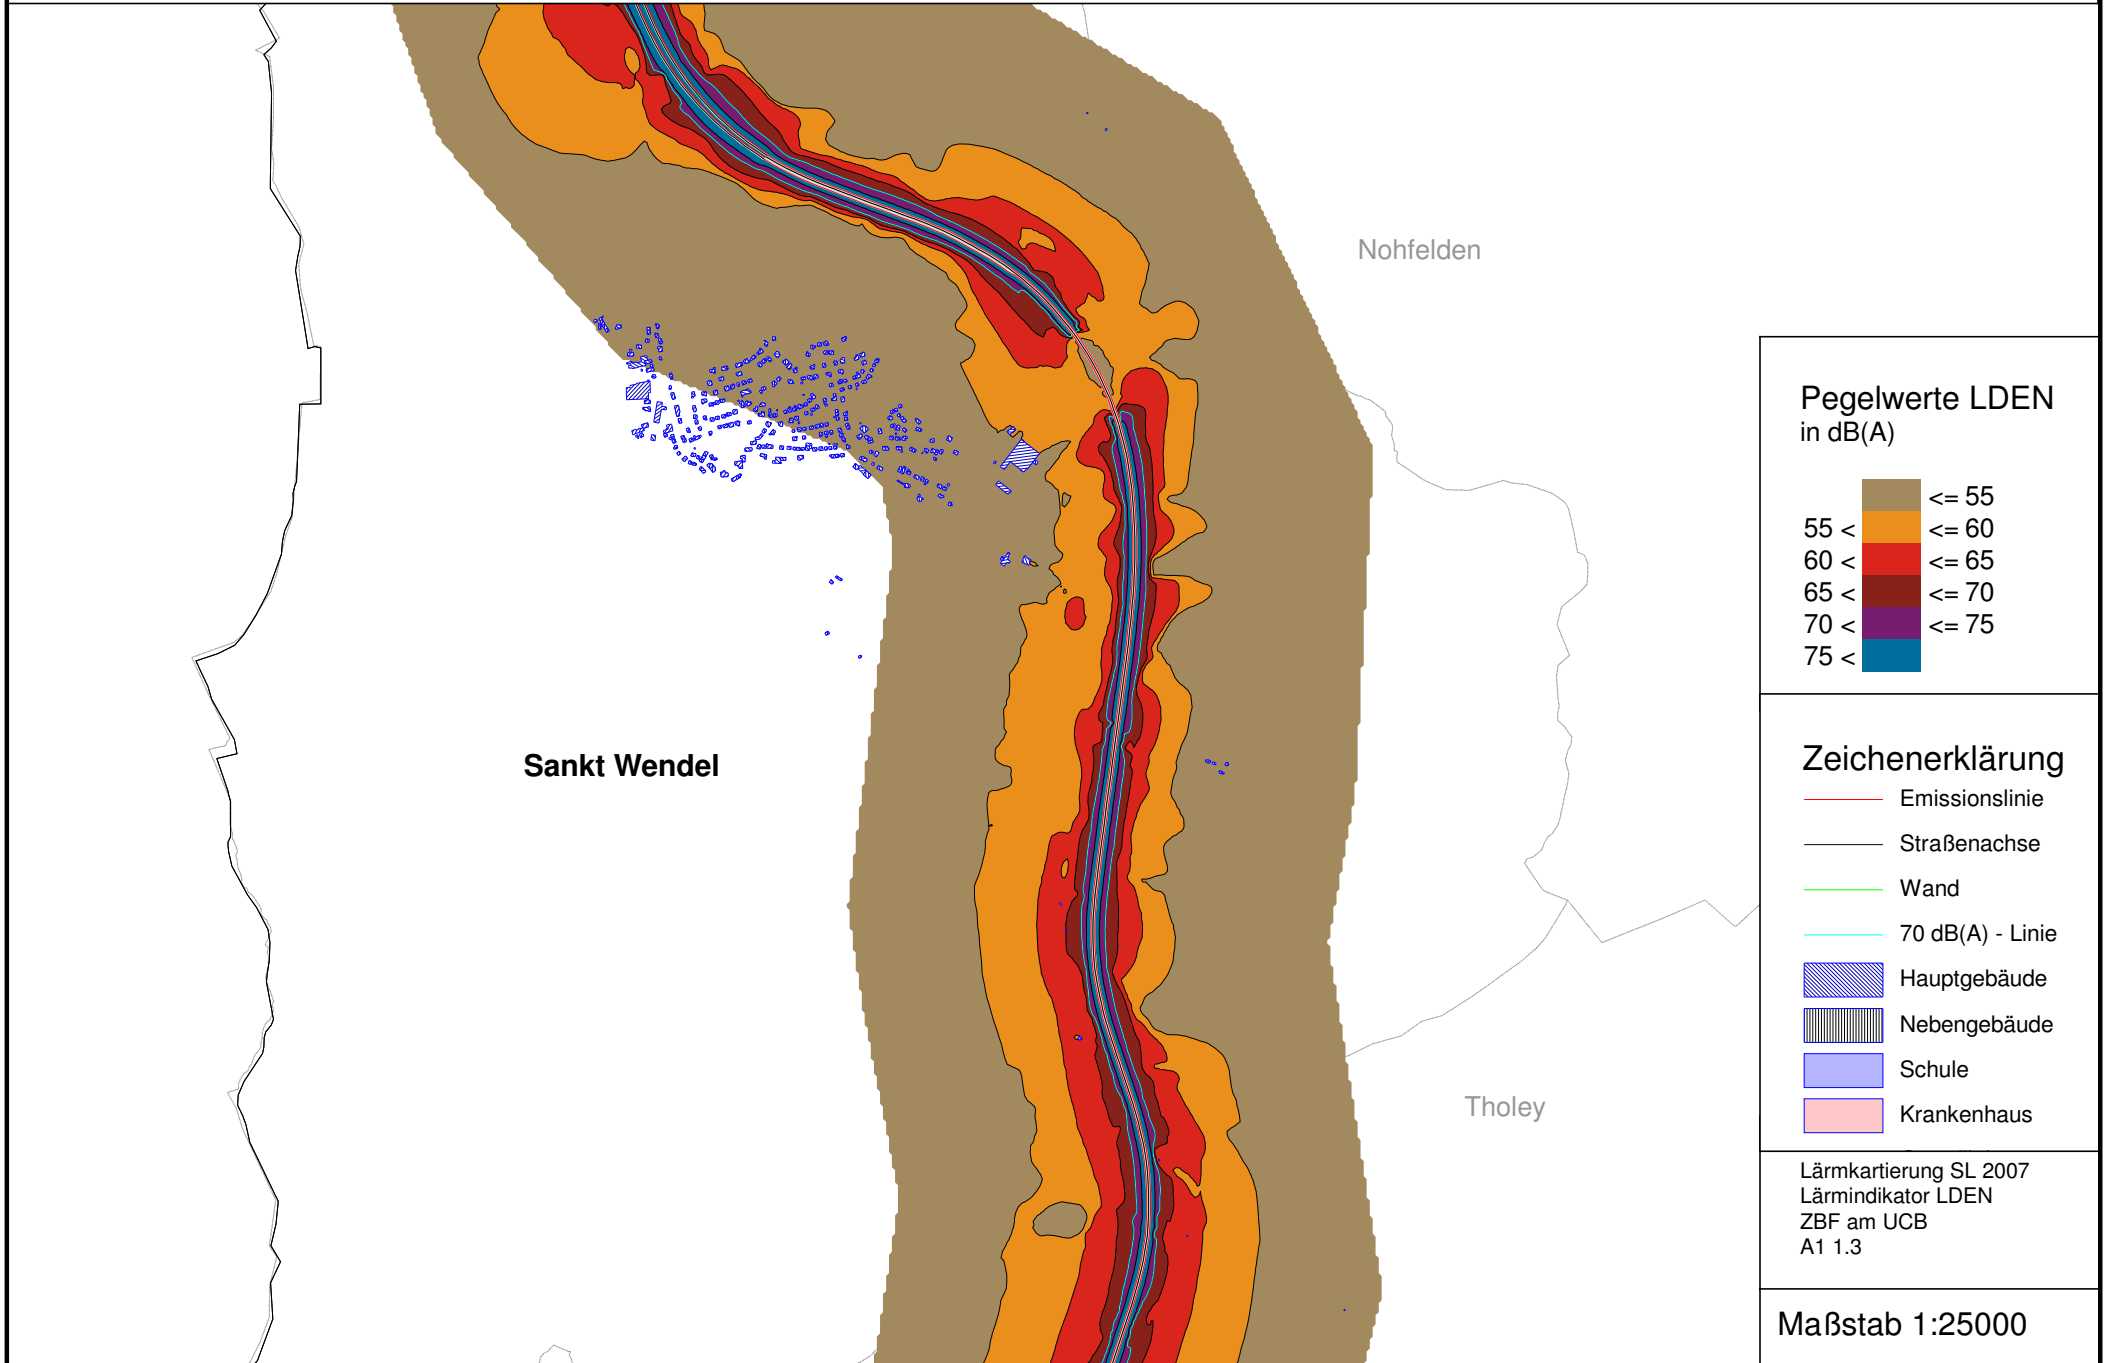 Nohfelden
Sankt Wendel
Tholey
Pegelwerte LDEN
in dB(A)
<= 55
55 < <= 60
60 < <= 65
65 < <= 70
70 < <= 75
75 <
Zeichenerklärung
Emissionslinie
Straßenachse
Wand
70 dB(A) - Linie
Hauptgebäude
Nebengebäude
Schule
Krankenhaus
Lärmkartierung SL 2007
Lärmindikator LDEN
ZBF am UCB
A1 1.3
Maßstab 1:25000